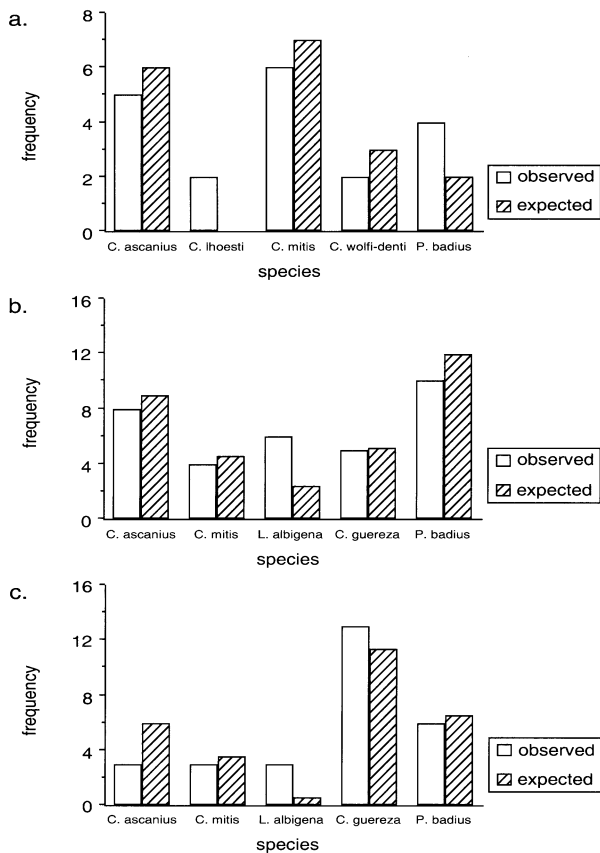 a.
8
6
4
2
0
frequency
C. ascanius C. lhoesti C. mitis C. wolfi-denti P. badius
species
observed
expected
b.
16
12
8
4
0
frequency
C. ascanius C. mitis L. albigena C. guereza P. badius
species
observed
expected
c.
16
12
8
4
0
frequency
C. ascanius C. mitis L. albigena C. guereza P. badius
species
observed
expected